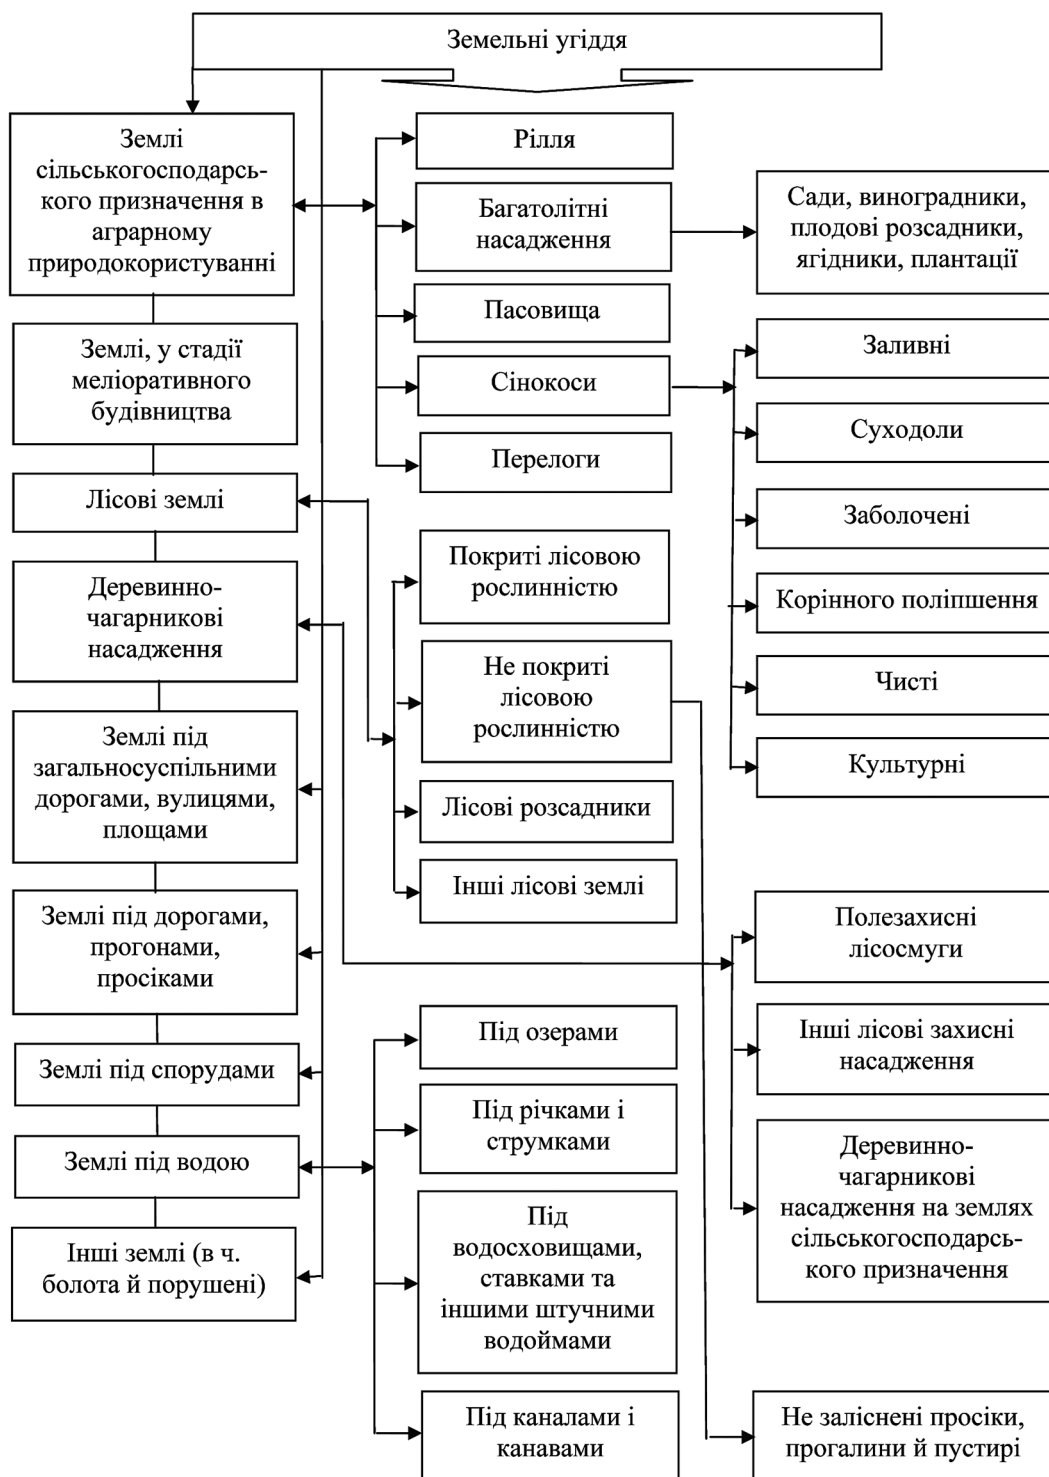 Земельні угіддя
Землі
сільськогосподарсь-
кого призначення в
аграрному
природокористуванні
Землі, у стадії
меліоративного
будівництва
Лісові землі
Деревинно-
чагарникові
насадження
Землі під
загальносуспільними
дорогами, вулицями,
площами
Землі під дорогами,
прогонами,
просіками
Землі під спорудами
Землі під водою
Інші землі (в ч.
болота й порушені)
Рілля
Багатолітні
насадження
Пасовища
Сінокоси
Перелоги
Покриті лісовою
рослинністю
Не покриті
лісовою
рослинністю
Лісові розсадники
Інші лісові землі
Під озерами
Під річками і
струмками
Під
водосховищами,
ставками та
іншими штучними
водоймами
Під каналами і
канавами
Сади, виноградники,
плодові розсадники,
ягідники, плантації
Заливні
Суходоли
Заболочені
Корінного поліпшення
Чисті
Культурні
Полезахисні
лісосмуги
Інші лісові захисні
насадження
Деревинно-
чагарникові
насадження на землях
сільськогосподарсь-
кого призначення
Не заліснені просіки,
прогалини й пустирі